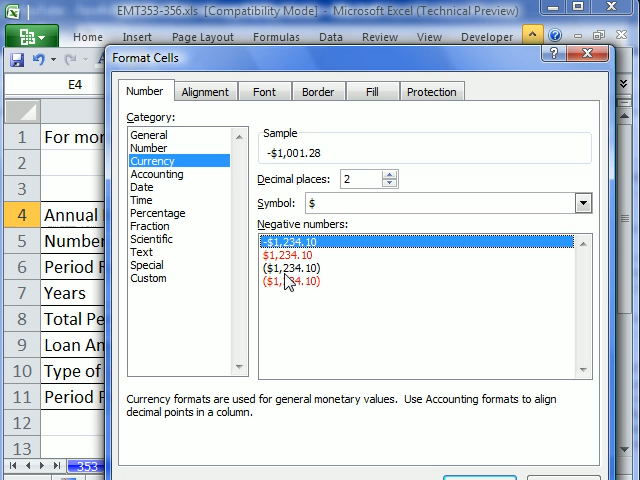 EMT353-356.xls [Compatibility Mode] - Microsoft Excel (Technical Preview)
Home Page Layout Formulas Data Review View Developer
Format Cells
E4
Number Alignment Font Border Fill Protection
Category:
General
Number
Currency
Accounting
Date
Time
Percentage
Fraction
Scientific
Text
Special
Custom
Sample
-$1,001.28
Decimal places: 2
Symbol: $
Negative numbers:
-$1,234.10
$1,234.10
($1,234.10)
($1,234.10)
Currency formats are used for general monetary values. Use Accounting formats to align
decimal points in a column.
1 For mor
2
3
4 Annual
5 Number
6 Period
7 Years
8 Total Pe
9 Loan An
10 Type of
11 Period
12
13
353